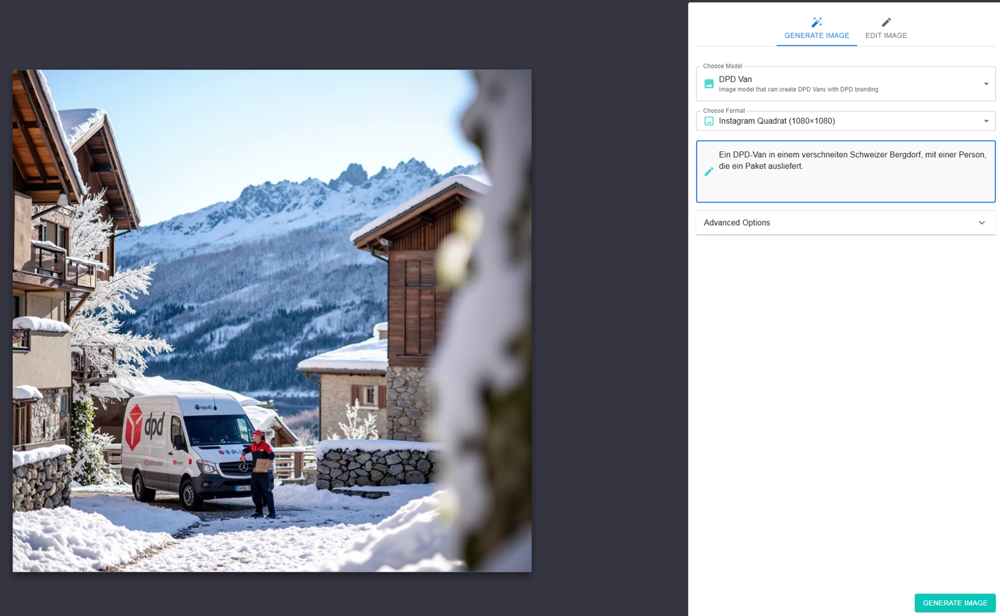 GENERATE IMAGE
EDIT IMAGE
Choose Model
DPD Van
Image model that can create DPD Vans with DPD branding
Choose Format
Instagram Quadrat (1080×1080)
Ein DPD-Van in einem verschneiten Schweizer Bergdorf, mit einer Person,
die ein Paket ausliefert.
Advanced Options
dpd
GENERATE IMAGE